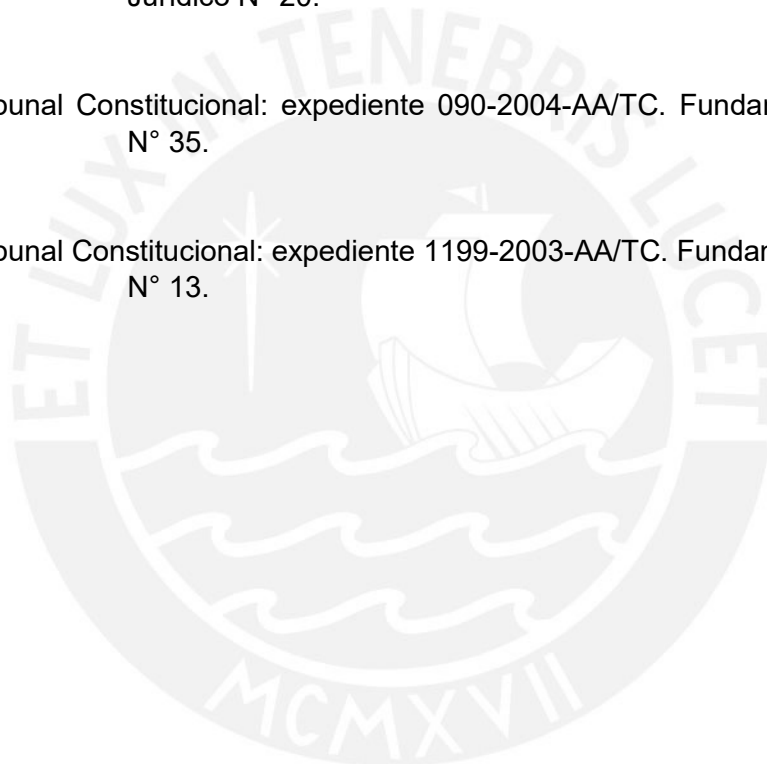 Jurídico N° 20.
bunal Constitucional: expediente 090-2004-AA/TC. Fundar
N° 35.
bunal Constitucional: expediente 1199-2003-AA/TC. Fundar
N° 13.
ET LUX IN TENEBRIS LUCET
MCMXVII